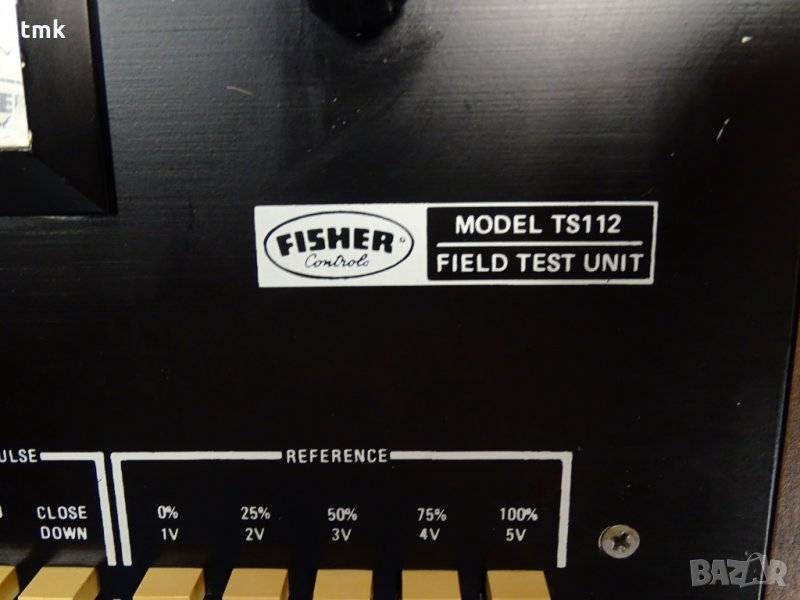 tmk
FISHER
Controls
MODEL TS112
FIELD TEST UNIT
REFERENCE
CLOSE
DOWN
0% 25% 50% 75% 100%
1V 2V 3V 4V 5V
BAZAR